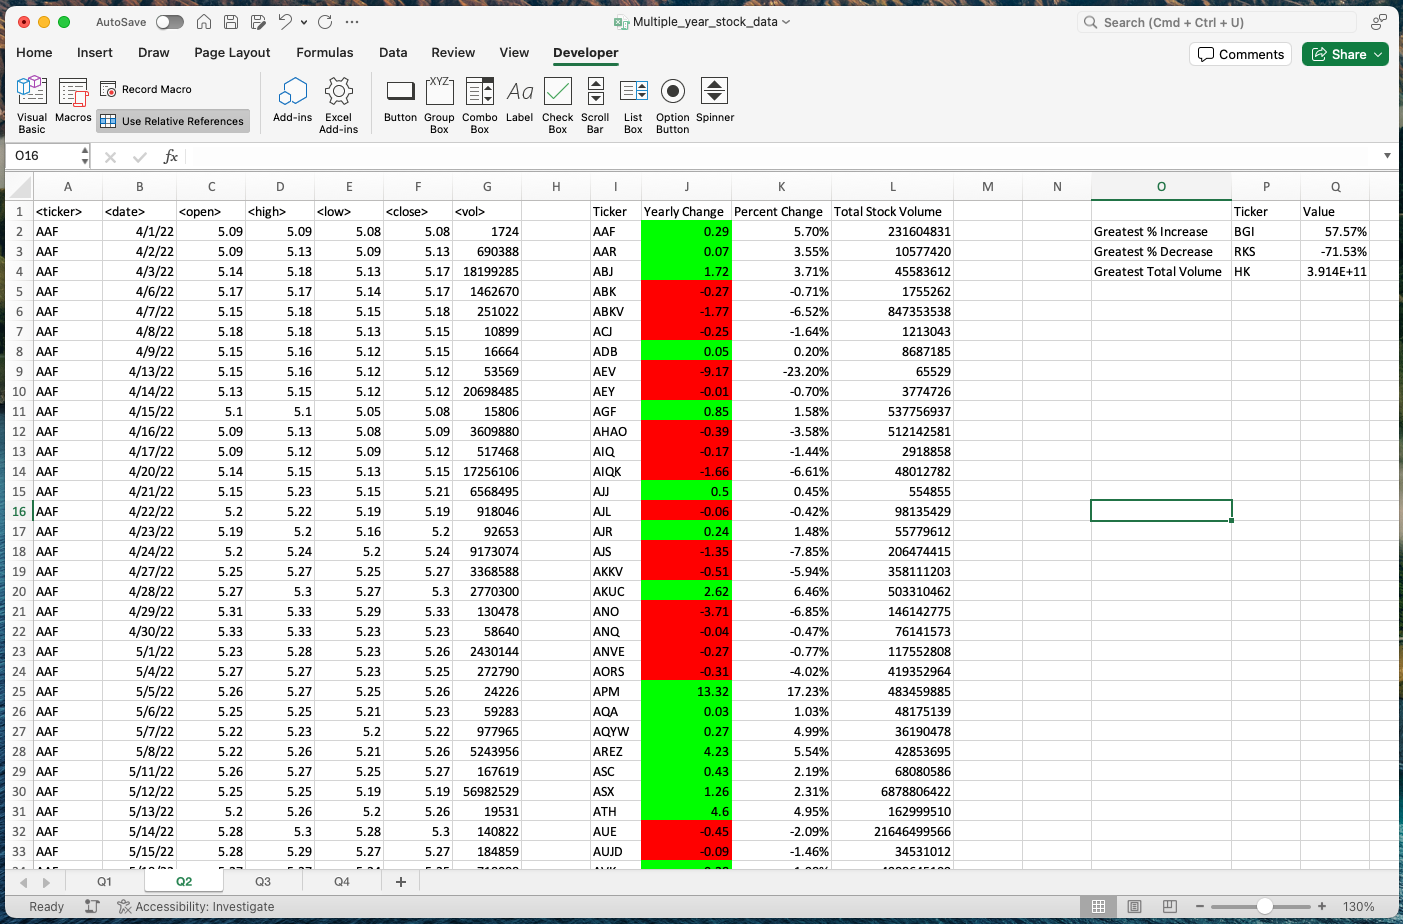 AutoSave
Multiple_year_stock_data
Search (Cmd + Ctrl + U)
Home Insert Draw Page Layout Formulas Data Review View Developer
Comments Share
Visual Basic
Macros
Record Macro
Use Relative References
Add-ins
Excel Add-ins
Button
Group Box
Combo Box
Label
Check Box
Scroll Bar
List Box
Option Button
Spinner
O16 fx
A B C D E F G H I J K L M N O P Q
1 <ticker> <date> <open> <high> <low> <close> <vol> Ticker Yearly Change Percent Change Total Stock Volume Ticker Value
2 AAF 4/1/22 5.09 5.09 5.08 5.08 1724 AAF 0.29 5.70% 231604831 Greatest % Increase BGI 57.57%
3 AAF 4/2/22 5.09 5.13 5.09 5.13 690388 AAR 0.07 3.55% 10577420 Greatest % Decrease RKS -71.53%
4 AAF 4/3/22 5.14 5.18 5.13 5.17 18199285 ABJ 1.72 3.71% 45583612 Greatest Total Volume HK 3.914E+11
5 AAF 4/6/22 5.17 5.17 5.14 5.17 1462670 ABK -0.27 -0.71% 1755262
6 AAF 4/7/22 5.15 5.18 5.15 5.18 251022 ABKV -1.77 -6.52% 847353538
7 AAF 4/8/22 5.18 5.18 5.13 5.15 10899 ACJ -0.25 -1.64% 1213043
8 AAF 4/9/22 5.15 5.16 5.12 5.15 16664 ADB 0.05 0.20% 8687185
9 AAF 4/13/22 5.15 5.16 5.12 5.12 53569 AEV -9.17 -23.20% 65529
10 AAF 4/14/22 5.13 5.15 5.12 5.12 20698485 AEY -0.01 -0.70% 3774726
11 AAF 4/15/22 5.1 5.1 5.05 5.08 15806 AGF 0.85 1.58% 537756937
12 AAF 4/16/22 5.09 5.13 5.08 5.09 3609880 AHAO -0.39 -3.58% 512142581
13 AAF 4/17/22 5.09 5.12 5.09 5.12 517468 AIQ -0.17 -1.44% 2918858
14 AAF 4/20/22 5.14 5.15 5.13 5.15 17256106 AIQK -1.66 -6.61% 48012782
15 AAF 4/21/22 5.15 5.23 5.15 5.21 6568495 AJJ 0.5 0.45% 554855
16 AAF 4/22/22 5.2 5.22 5.19 5.19 918046 AJL -0.06 -0.42% 98135429
17 AAF 4/23/22 5.19 5.2 5.16 5.2 92653 AJR 0.24 1.48% 55779612
18 AAF 4/24/22 5.2 5.24 5.2 5.24 9173074 AJS -1.35 -7.85% 206474415
19 AAF 4/27/22 5.25 5.27 5.25 5.27 3368588 AKKV -0.51 -5.94% 358111203
20 AAF 4/28/22 5.27 5.3 5.27 5.3 2770300 AKUC 2.62 6.46% 503310462
21 AAF 4/29/22 5.31 5.33 5.29 5.33 130478 ANO -3.71 -6.85% 146142775
22 AAF 4/30/22 5.33 5.33 5.23 5.23 58640 ANQ -0.04 -0.47% 76141573
23 AAF 5/1/22 5.23 5.28 5.23 5.26 2430144 ANVE -0.27 -0.77% 117552808
24 AAF 5/4/22 5.27 5.27 5.23 5.25 272790 AORS -0.31 -4.02% 419352964
25 AAF 5/5/22 5.26 5.27 5.25 5.26 24226 APM 13.32 17.23% 483459885
26 AAF 5/6/22 5.25 5.25 5.21 5.23 59283 AQA 0.03 1.03% 48175139
27 AAF 5/7/22 5.22 5.23 5.2 5.22 977965 AQYW 0.27 4.99% 36190478
28 AAF 5/8/22 5.22 5.26 5.21 5.26 5243956 AREZ 4.23 5.54% 42853695
29 AAF 5/11/22 5.26 5.27 5.25 5.27 167619 ASC 0.43 2.19% 68080586
30 AAF 5/12/22 5.25 5.25 5.19 5.19 56982529 ASX 1.26 2.31% 6878806422
31 AAF 5/13/22 5.2 5.26 5.2 5.26 19531 ATH 4.6 4.95% 162999510
32 AAF 5/14/22 5.28 5.3 5.28 5.3 140822 AUE -0.45 -2.09% 21646499566
33 AAF 5/15/22 5.28 5.29 5.27 5.27 184859 AUJD -0.09 -1.46% 34531012
Q1 Q2 Q3 Q4 +
Ready Accessibility: Investigate 130%